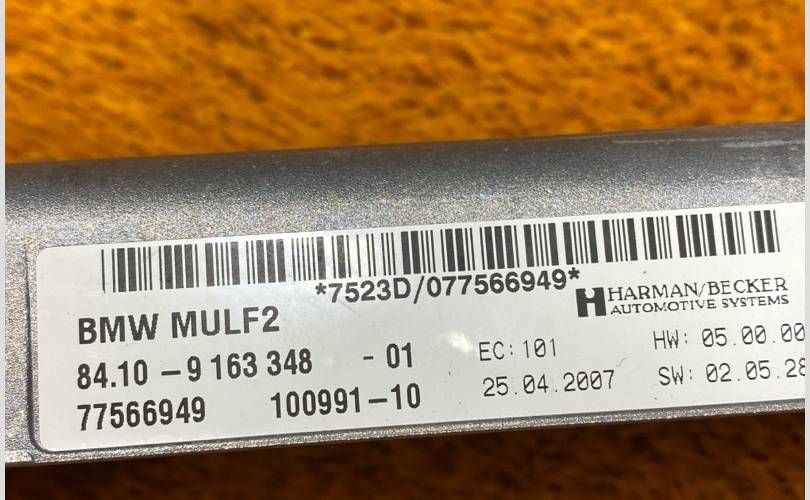 *7523D/077566949*
HARMAN/BECKER
AUTOMOTIVE SYSTEMS
BMW MULF2
84.10 -9 163 348 - 01
77566949 100991-10
EC: 101
25.04.2007
HW: 05.00.00
SW: 02.05.28